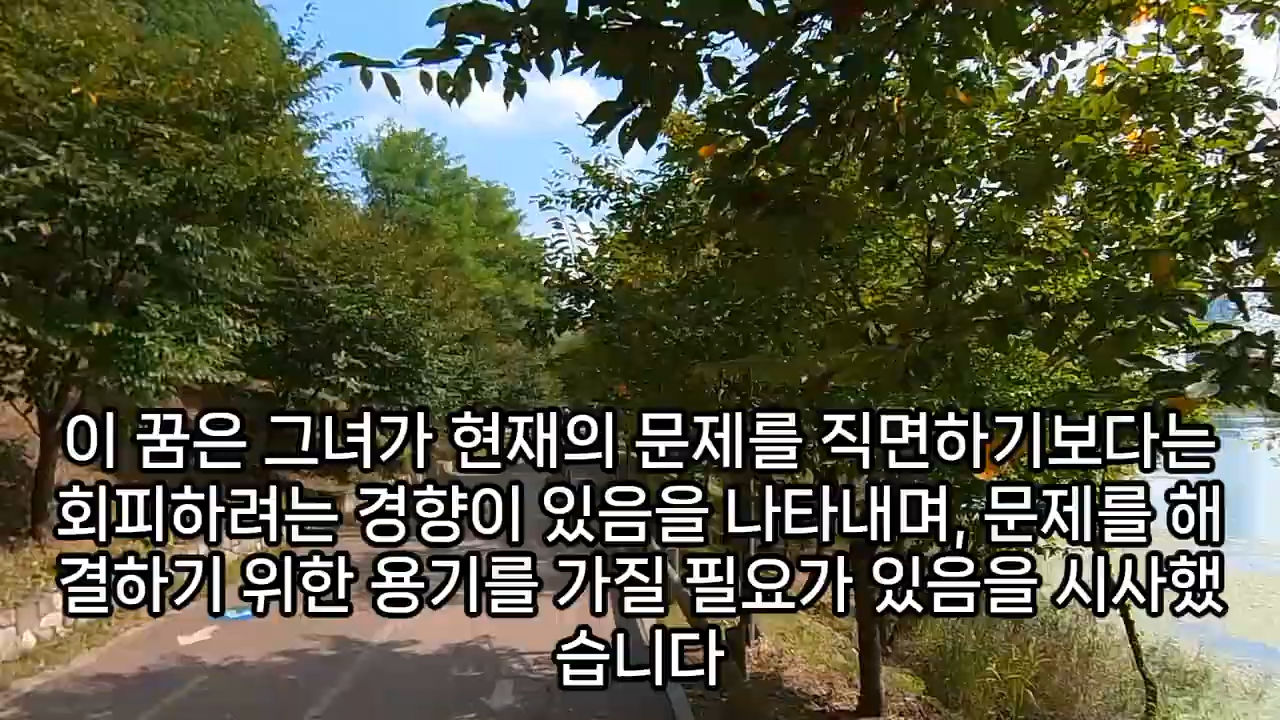 이 꿈은 그녀가 현재의 문제를 직면하기보다는
회피하려는 경향이 있음을 나타내며, 문제를 해
결하기 위한 용기를 가질 필요가 있음을 시사했
습니다